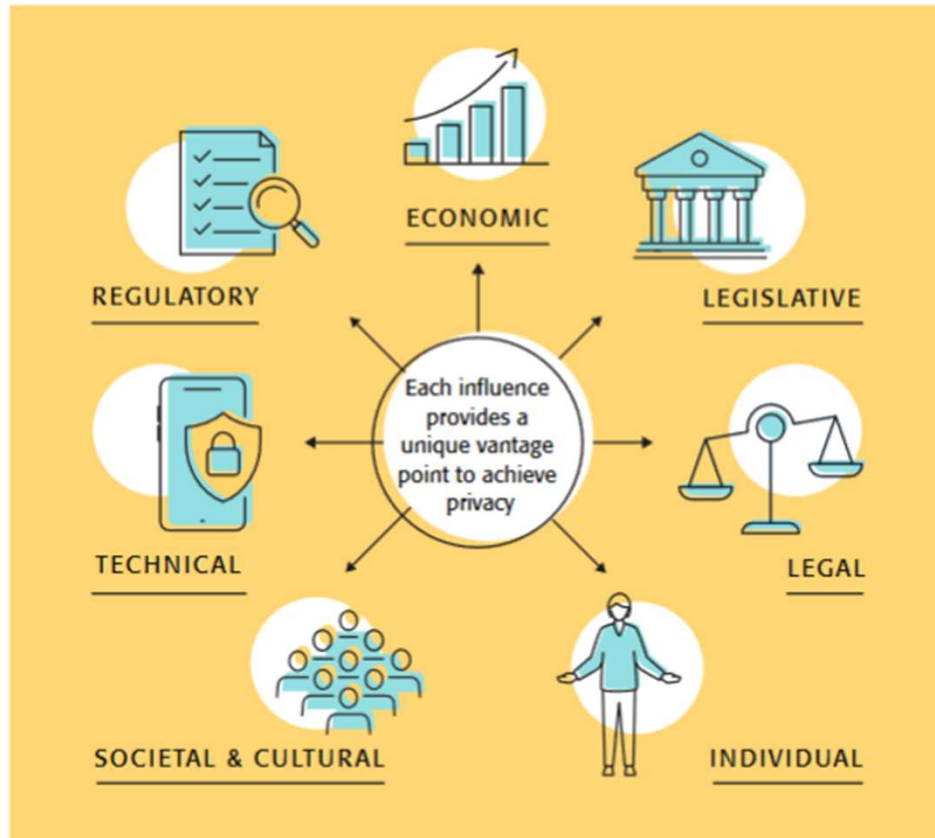 ECONOMIC
REGULATORY
LEGISLATIVE
Each influence
provides a
unique vantage
point to achieve
privacy
TECHNICAL
LEGAL
SOCIETAL & CULTURAL
INDIVIDUAL